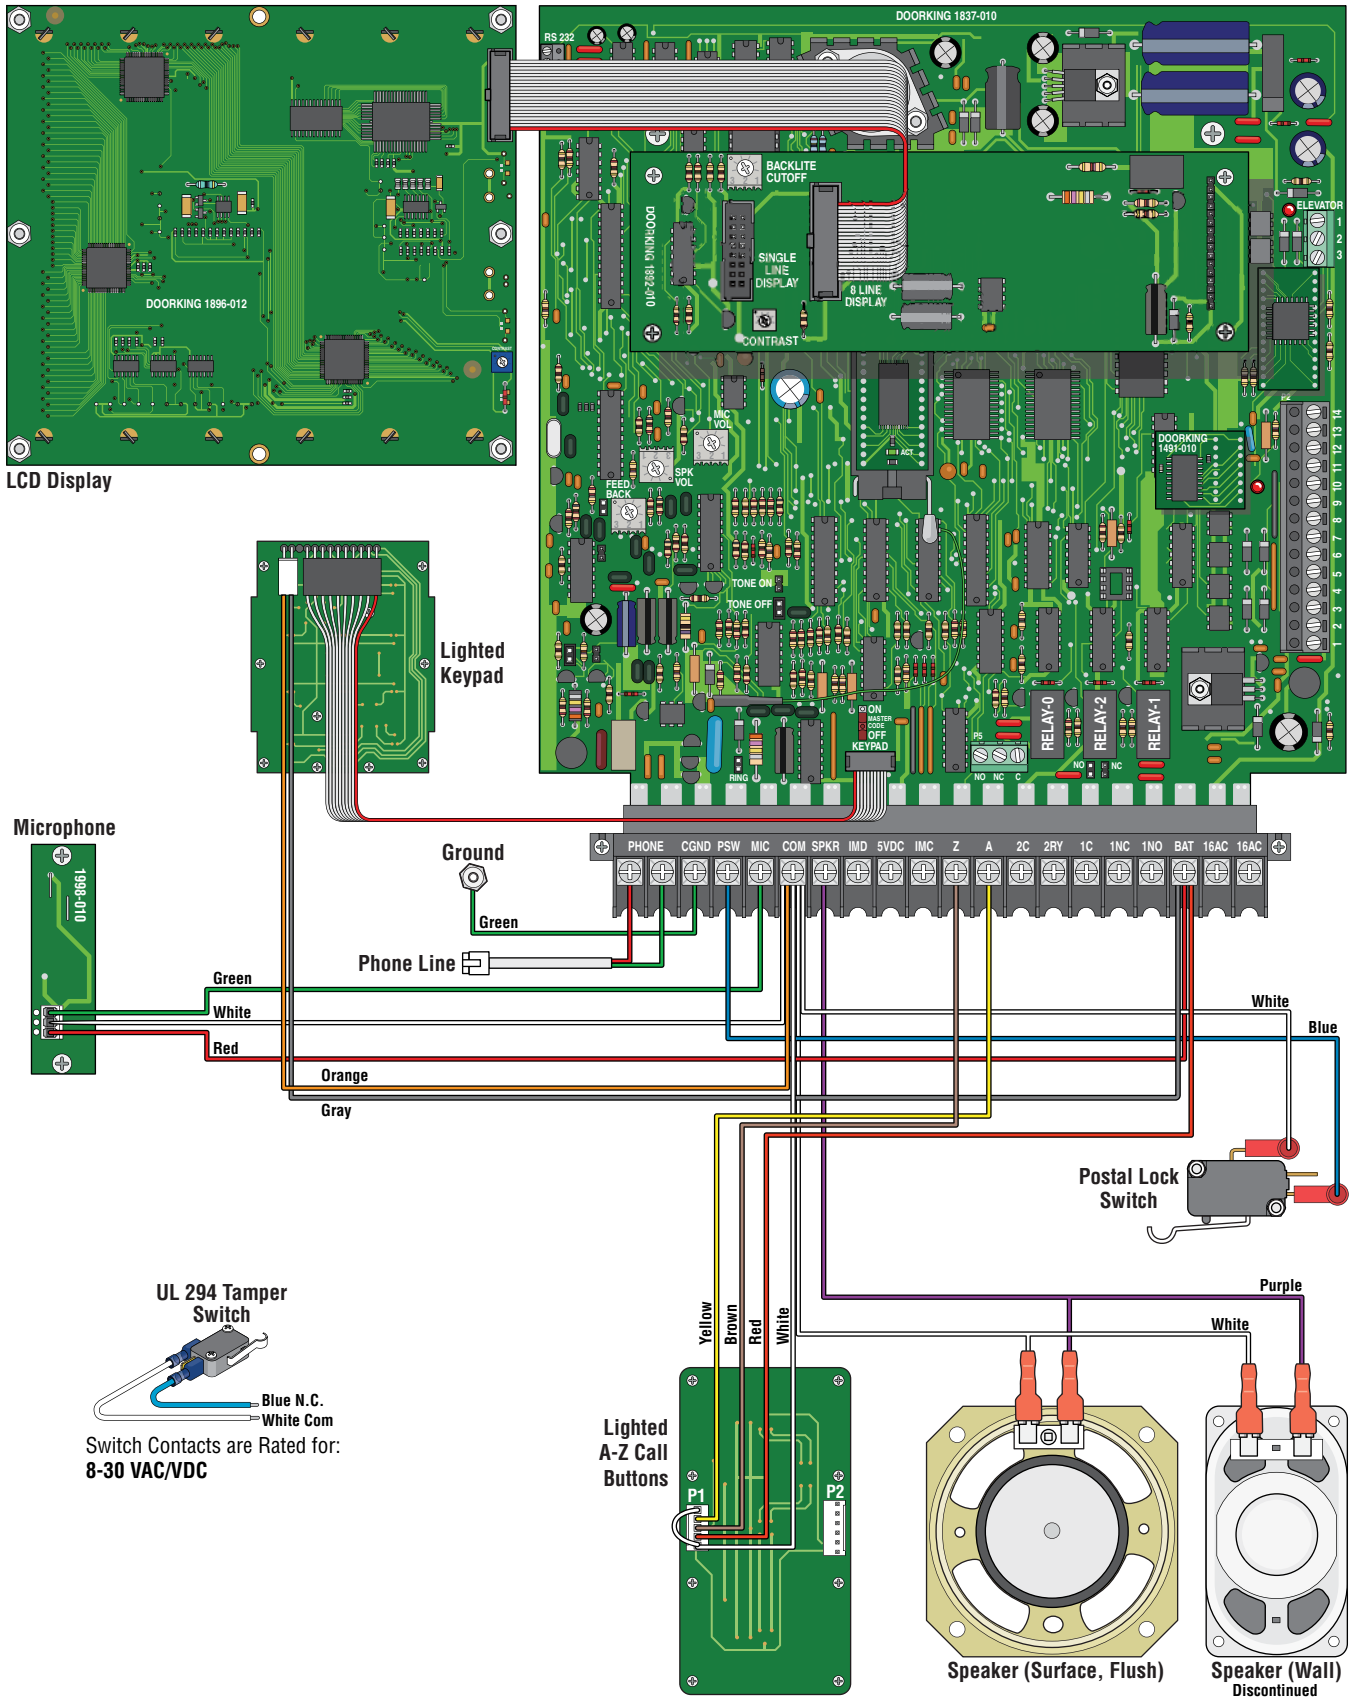 DOORKING 1837-010
RS 232
BACKLITE
CUTOFF
DOORKING 1892-010
SINGLE
LINE
DISPLAY
8 LINE
DISPLAY
CONTRAST
ELEVATOR
1
2
3
DOORKING 1896-012
CONTRAST
LCD Display
MIC
VOL
SPK
VOL
FEED
BACK
ACT
DOORKING
1491-010
14
13
12
11
10
9
8
7
6
5
4
3
2
1
TONE ON
TONE OFF
Lighted
Keypad
ON
MASTER
CODE
OFF
KEYPAD
RING
P5
NO NC C
RELAY-0
RELAY-2
RELAY-1
NO
NC
PHONE CGND PSW MIC COM SPKR IMD 5VDC IMC Z A 2C 2RY 1C 1NC 1NO BAT 16AC 16AC
Microphone
1998-010
Ground
Green
Phone Line
Green
White
Red
Orange
Gray
White
Blue
Postal Lock
Switch
UL 294 Tamper
Switch
Blue N.C.
White Com
Switch Contacts are Rated for:
8-30 VAC/VDC
Yellow
Brown
Red
White
Purple
White
Lighted
A-Z Call
Buttons
P1
P2
Speaker (Surface, Flush)
Speaker (Wall)
Discontinued